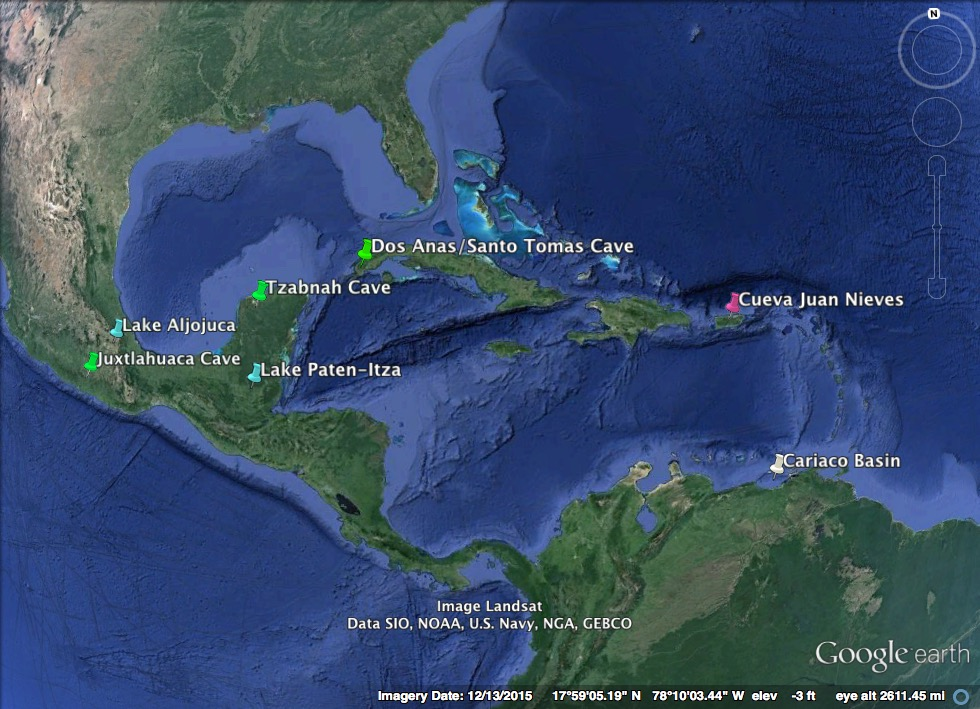 N
Dos Anas/Santo Tomas Cave
Tzabnah Cave
Cueva Juan Nieves
Lake Aljojuca
Juxtlahuaca Cave
Lake Paten-Itza
Cariaco Basin
Image Landsat
Data SIO, NOAA, U.S. Navy, NGA, GEBCO
Google earth
Imagery Date: 12/13/2015 17°59'05.19" N 78°10'03.44" W elev -3 ft eye alt 2611.45 mi